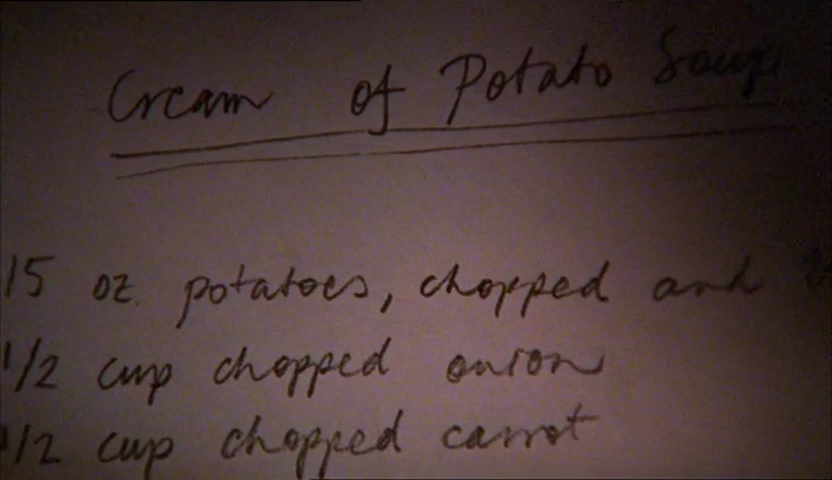 Cream of Potato Soup
15 oz. potatoes, chopped and
1/2 cup chopped onion
1/2 cup chopped carrot